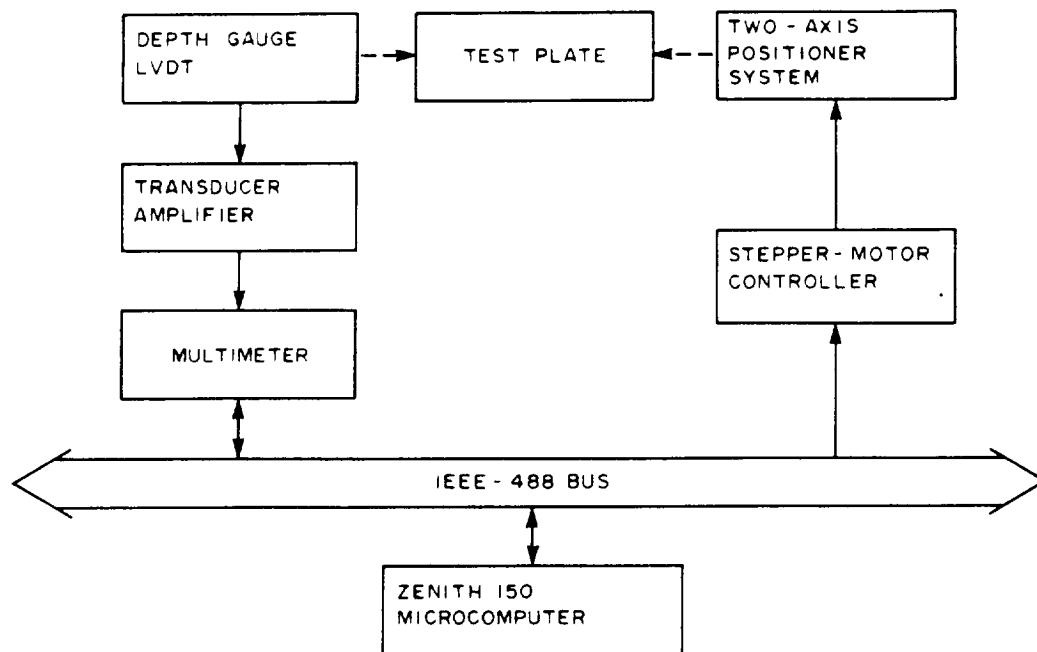 DEPTH GAUGE
LVDT
TEST PLATE
TWO - AXIS
POSITIONER
SYSTEM
TRANSDUCER
AMPLIFIER
STEPPER - MOTOR
CONTROLLER
MULTIMETER
IEEE - 488 BUS
ZENITH 150
MICROCOMPUTER